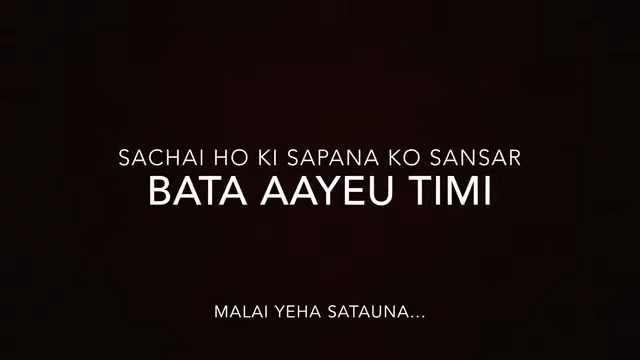 SACHAI HO KI SAPANA KO SANSAR
BATA AAYEU TIMI
MALAI YEHA SATAUNA...